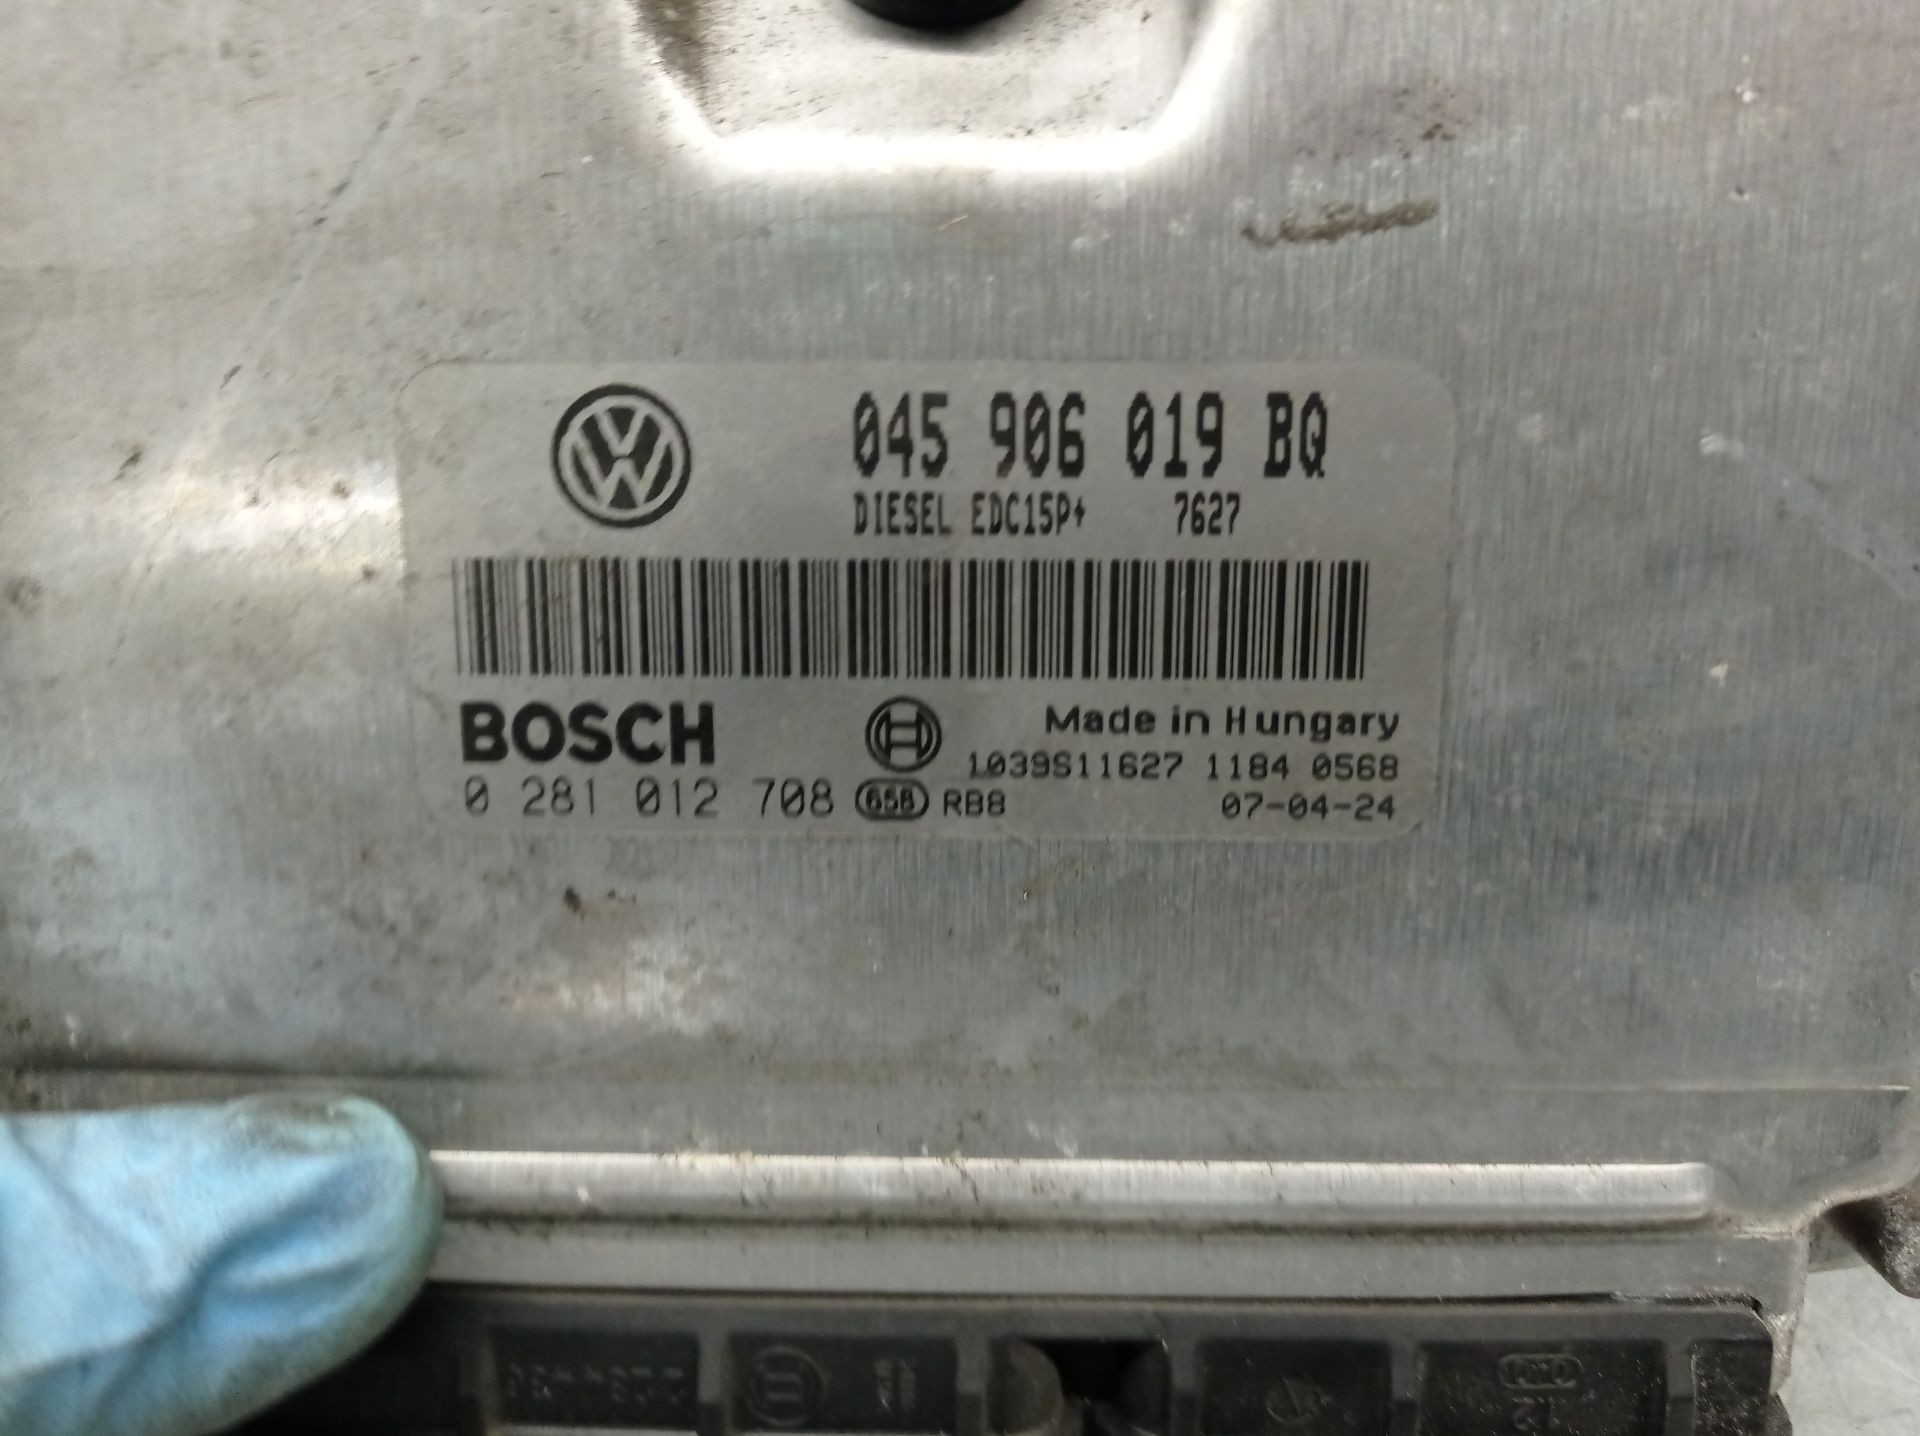 045 906 019 BQ
DIESEL EDC15P+ 7627
BOSCH
Made in Hungary
1039S11627 1184 0568
0 281 012 708 658 RB8 07-04-24